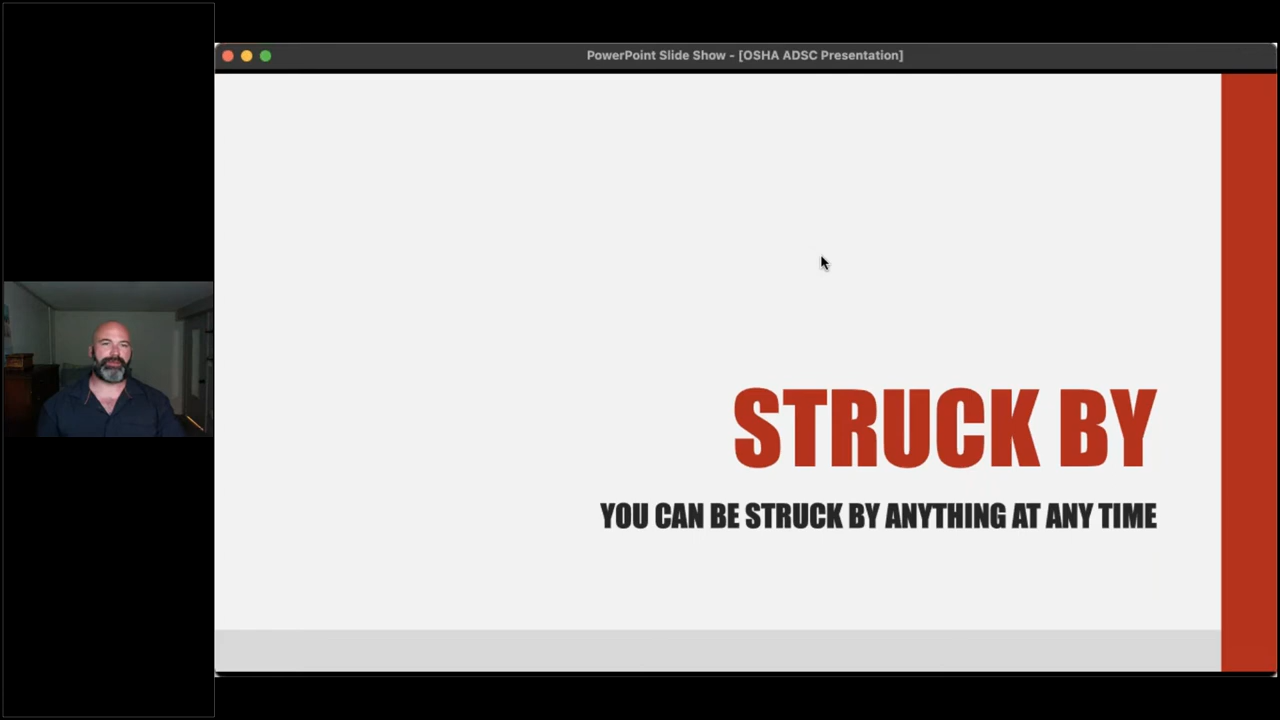 PowerPoint Slide Show - [OSHA ADSC Presentation]
STRUCK BY
YOU CAN BE STRUCK BY ANYTHING AT ANY TIME